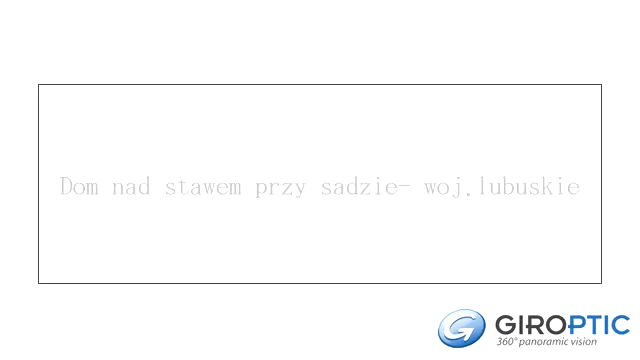 Dom nad stawem przy sadzie- woj.lubuskie
GIROPTIC
360° panoramic vision